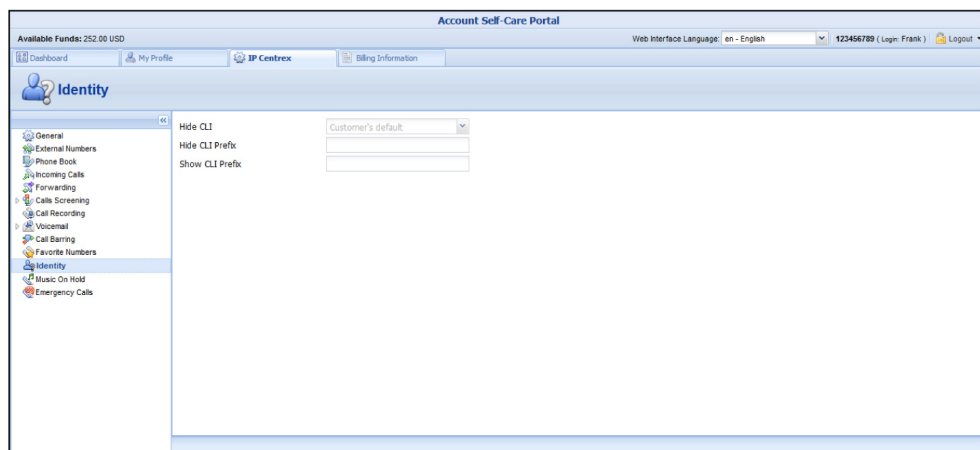 Account Self-Care Portal
Available Funds: 252.00 USD Web Interface Language: en - English 123456789 ( Login: Frank ) Logout
Dashboard My Profile IP Centrex Billing Information
Identity
General
External Numbers
Phone Book
Incoming Calls
Forwarding
Calls Screening
Call Recording
Voicemail
Call Barring
Favorite Numbers
Identity
Music On Hold
Emergency Calls
Hide CLI Customer's default
Hide CLI Prefix
Show CLI Prefix